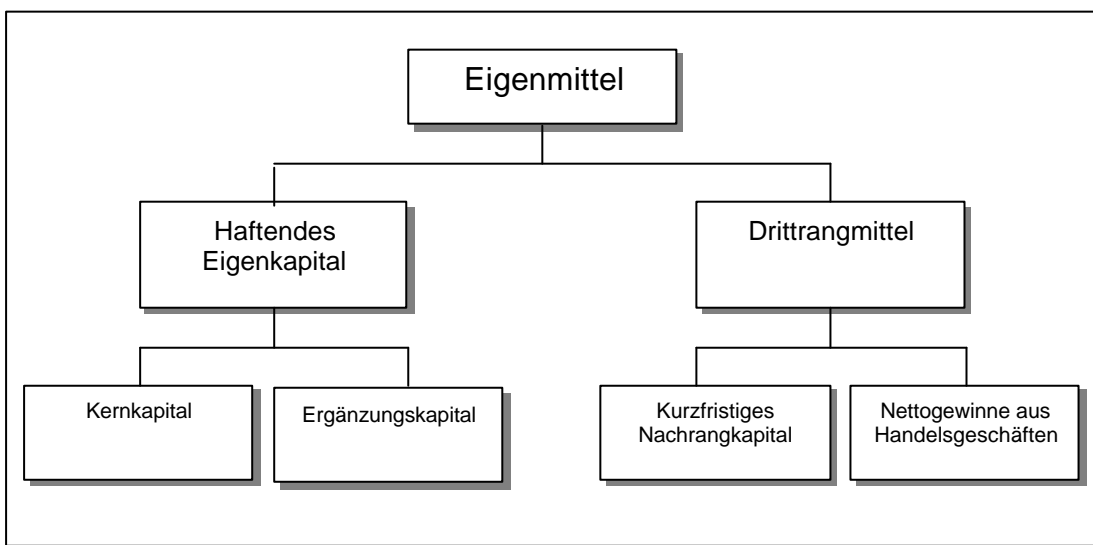 Eigenmittel
Haftendes
Eigenkapital
Drittrangmittel
Kernkapital
Ergänzungskapital
Kurzfristiges
Nachrangkapital
Nettogewinne aus
Handelsgeschäften